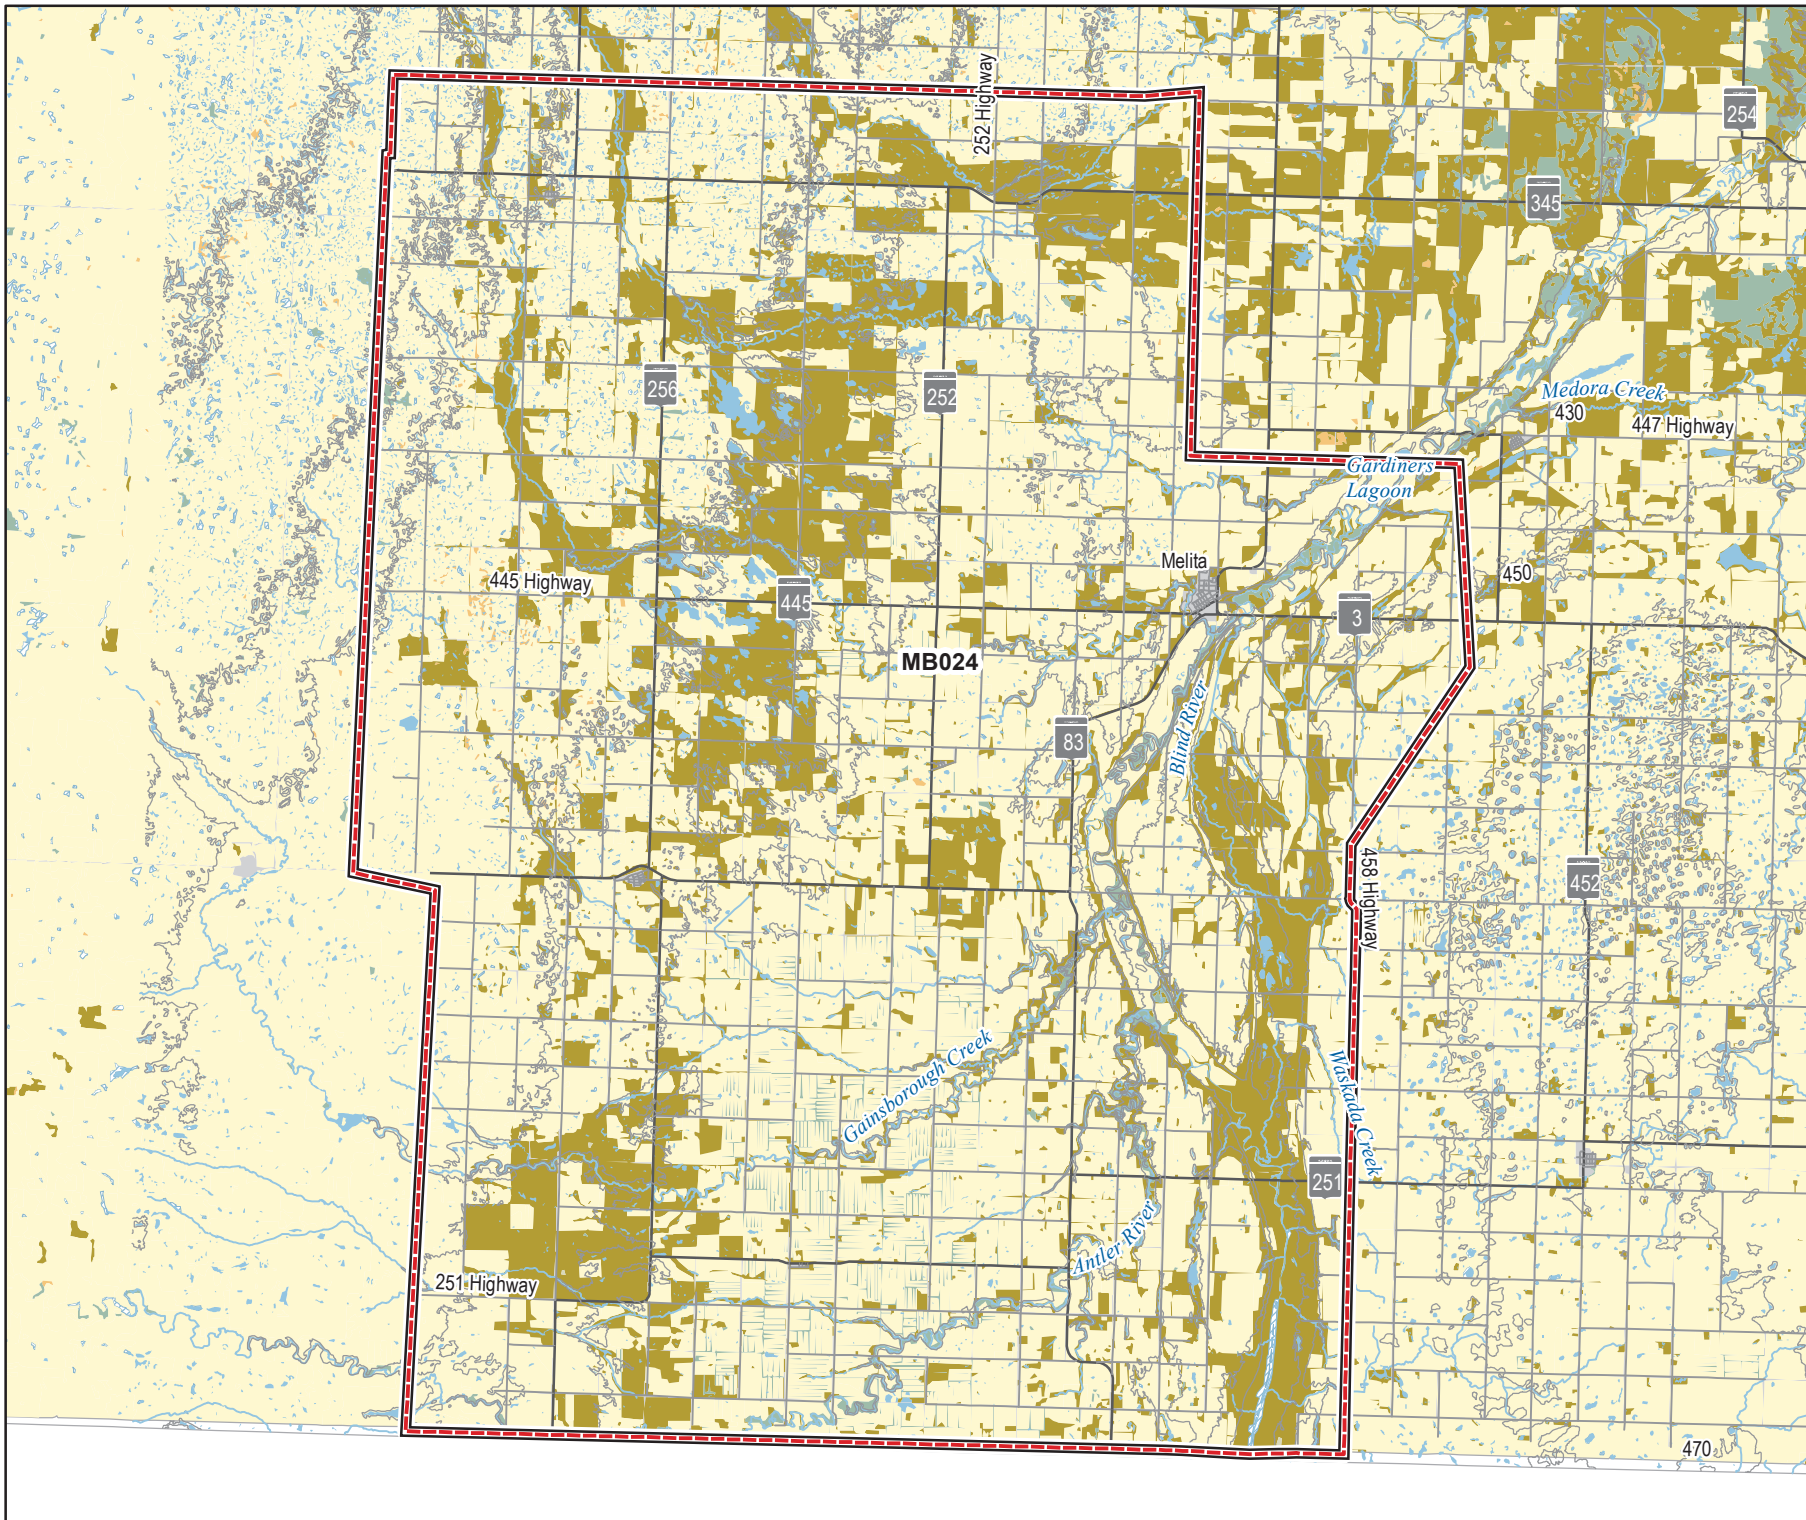 252 Highway
254
345
256
252
Medora Creek
430
447 Highway
Gardiners
Lagoon
Melita
445 Highway
450
445
3
MB024
Blind River
83
458 Highway
452
Gainsborough Creek
Waskada Creek
251
Antler River
251 Highway
470